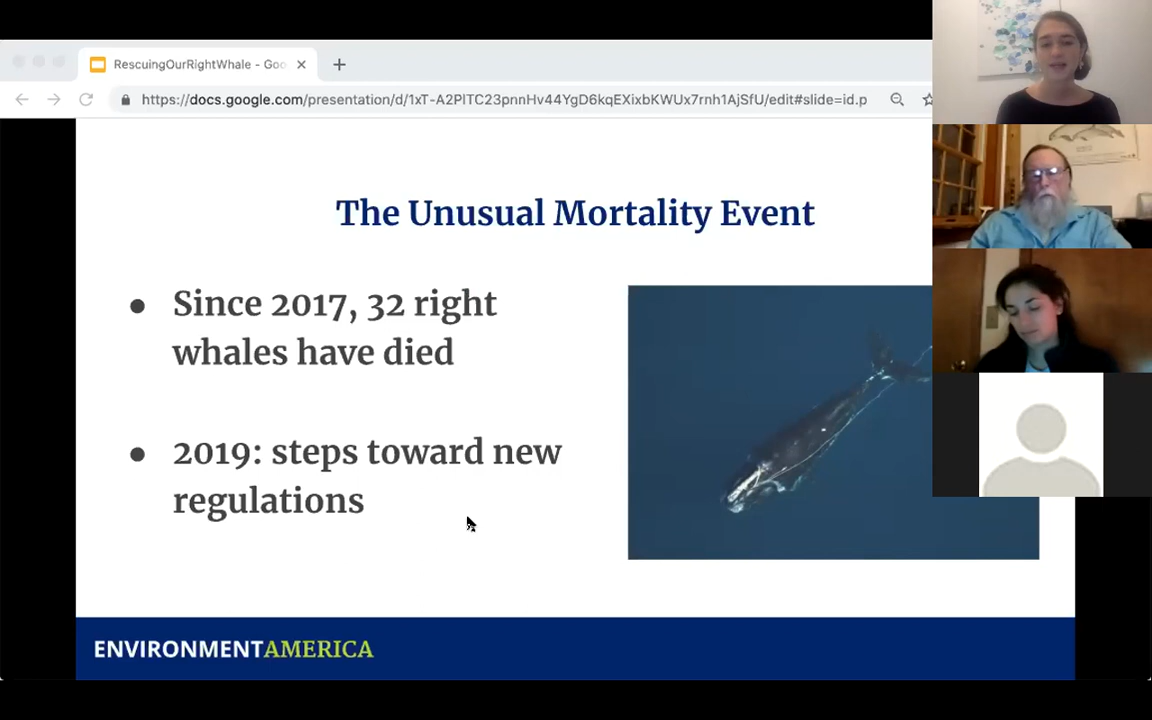 RescuingOurRightWhale - Goo
https://docs.google.com/presentation/d/1xT-A2PlTC23pnnHv44YgD6kqEXixbKWUx7rnh1AjSfU/edit#slide=id.p
The Unusual Mortality Event
● Since 2017, 32 right
whales have died
● 2019: steps toward new
regulations
ENVIRONMENTAMERICA